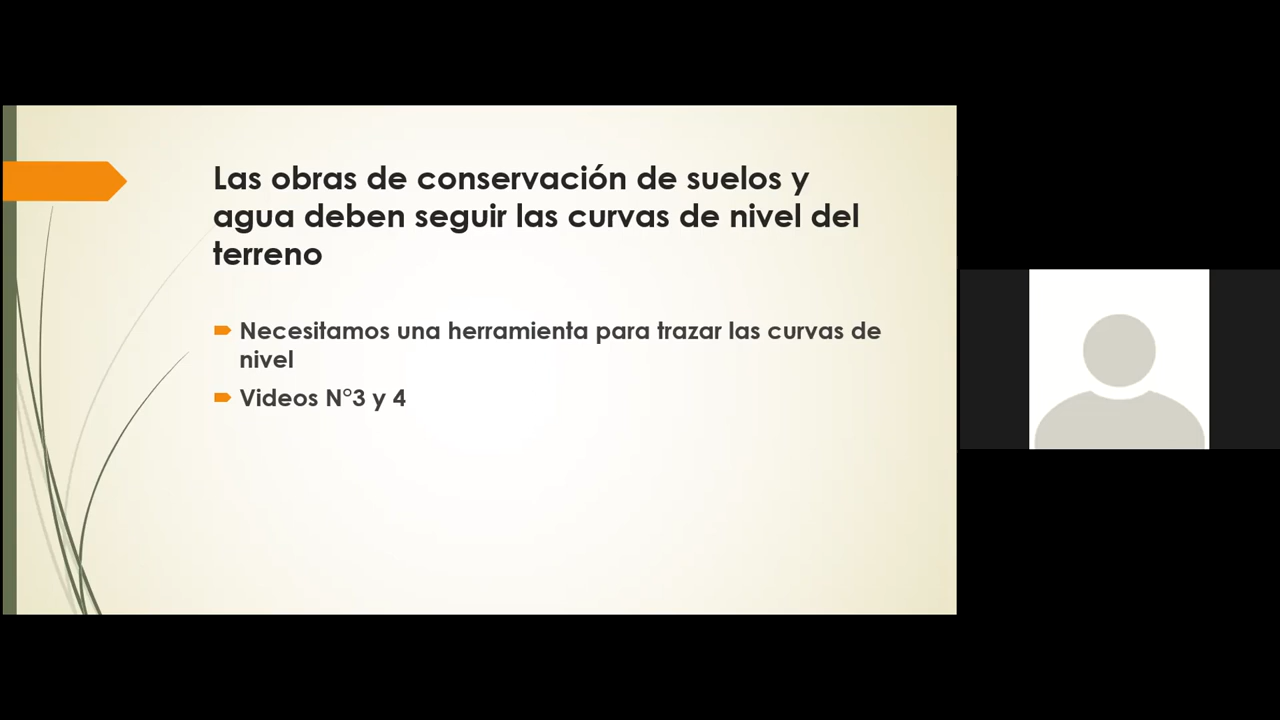 Las obras de conservación de suelos y
agua deben seguir las curvas de nivel del
terreno
Necesitamos una herramienta para trazar las curvas de
nivel
Videos N°3 y 4